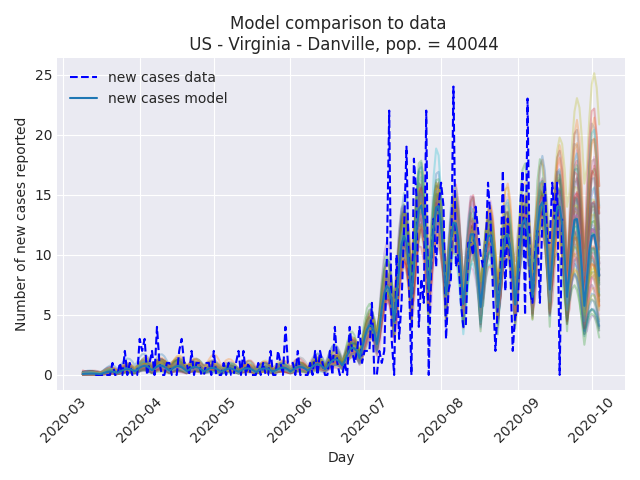 Model comparison to data
US - Virginia - Danville, pop. = 40044
new cases data
new cases model
Number of new cases reported
25
20
15
10
5
0
2020-03
2020-04
2020-05
2020-06
2020-07
2020-08
2020-09
2020-10
Day